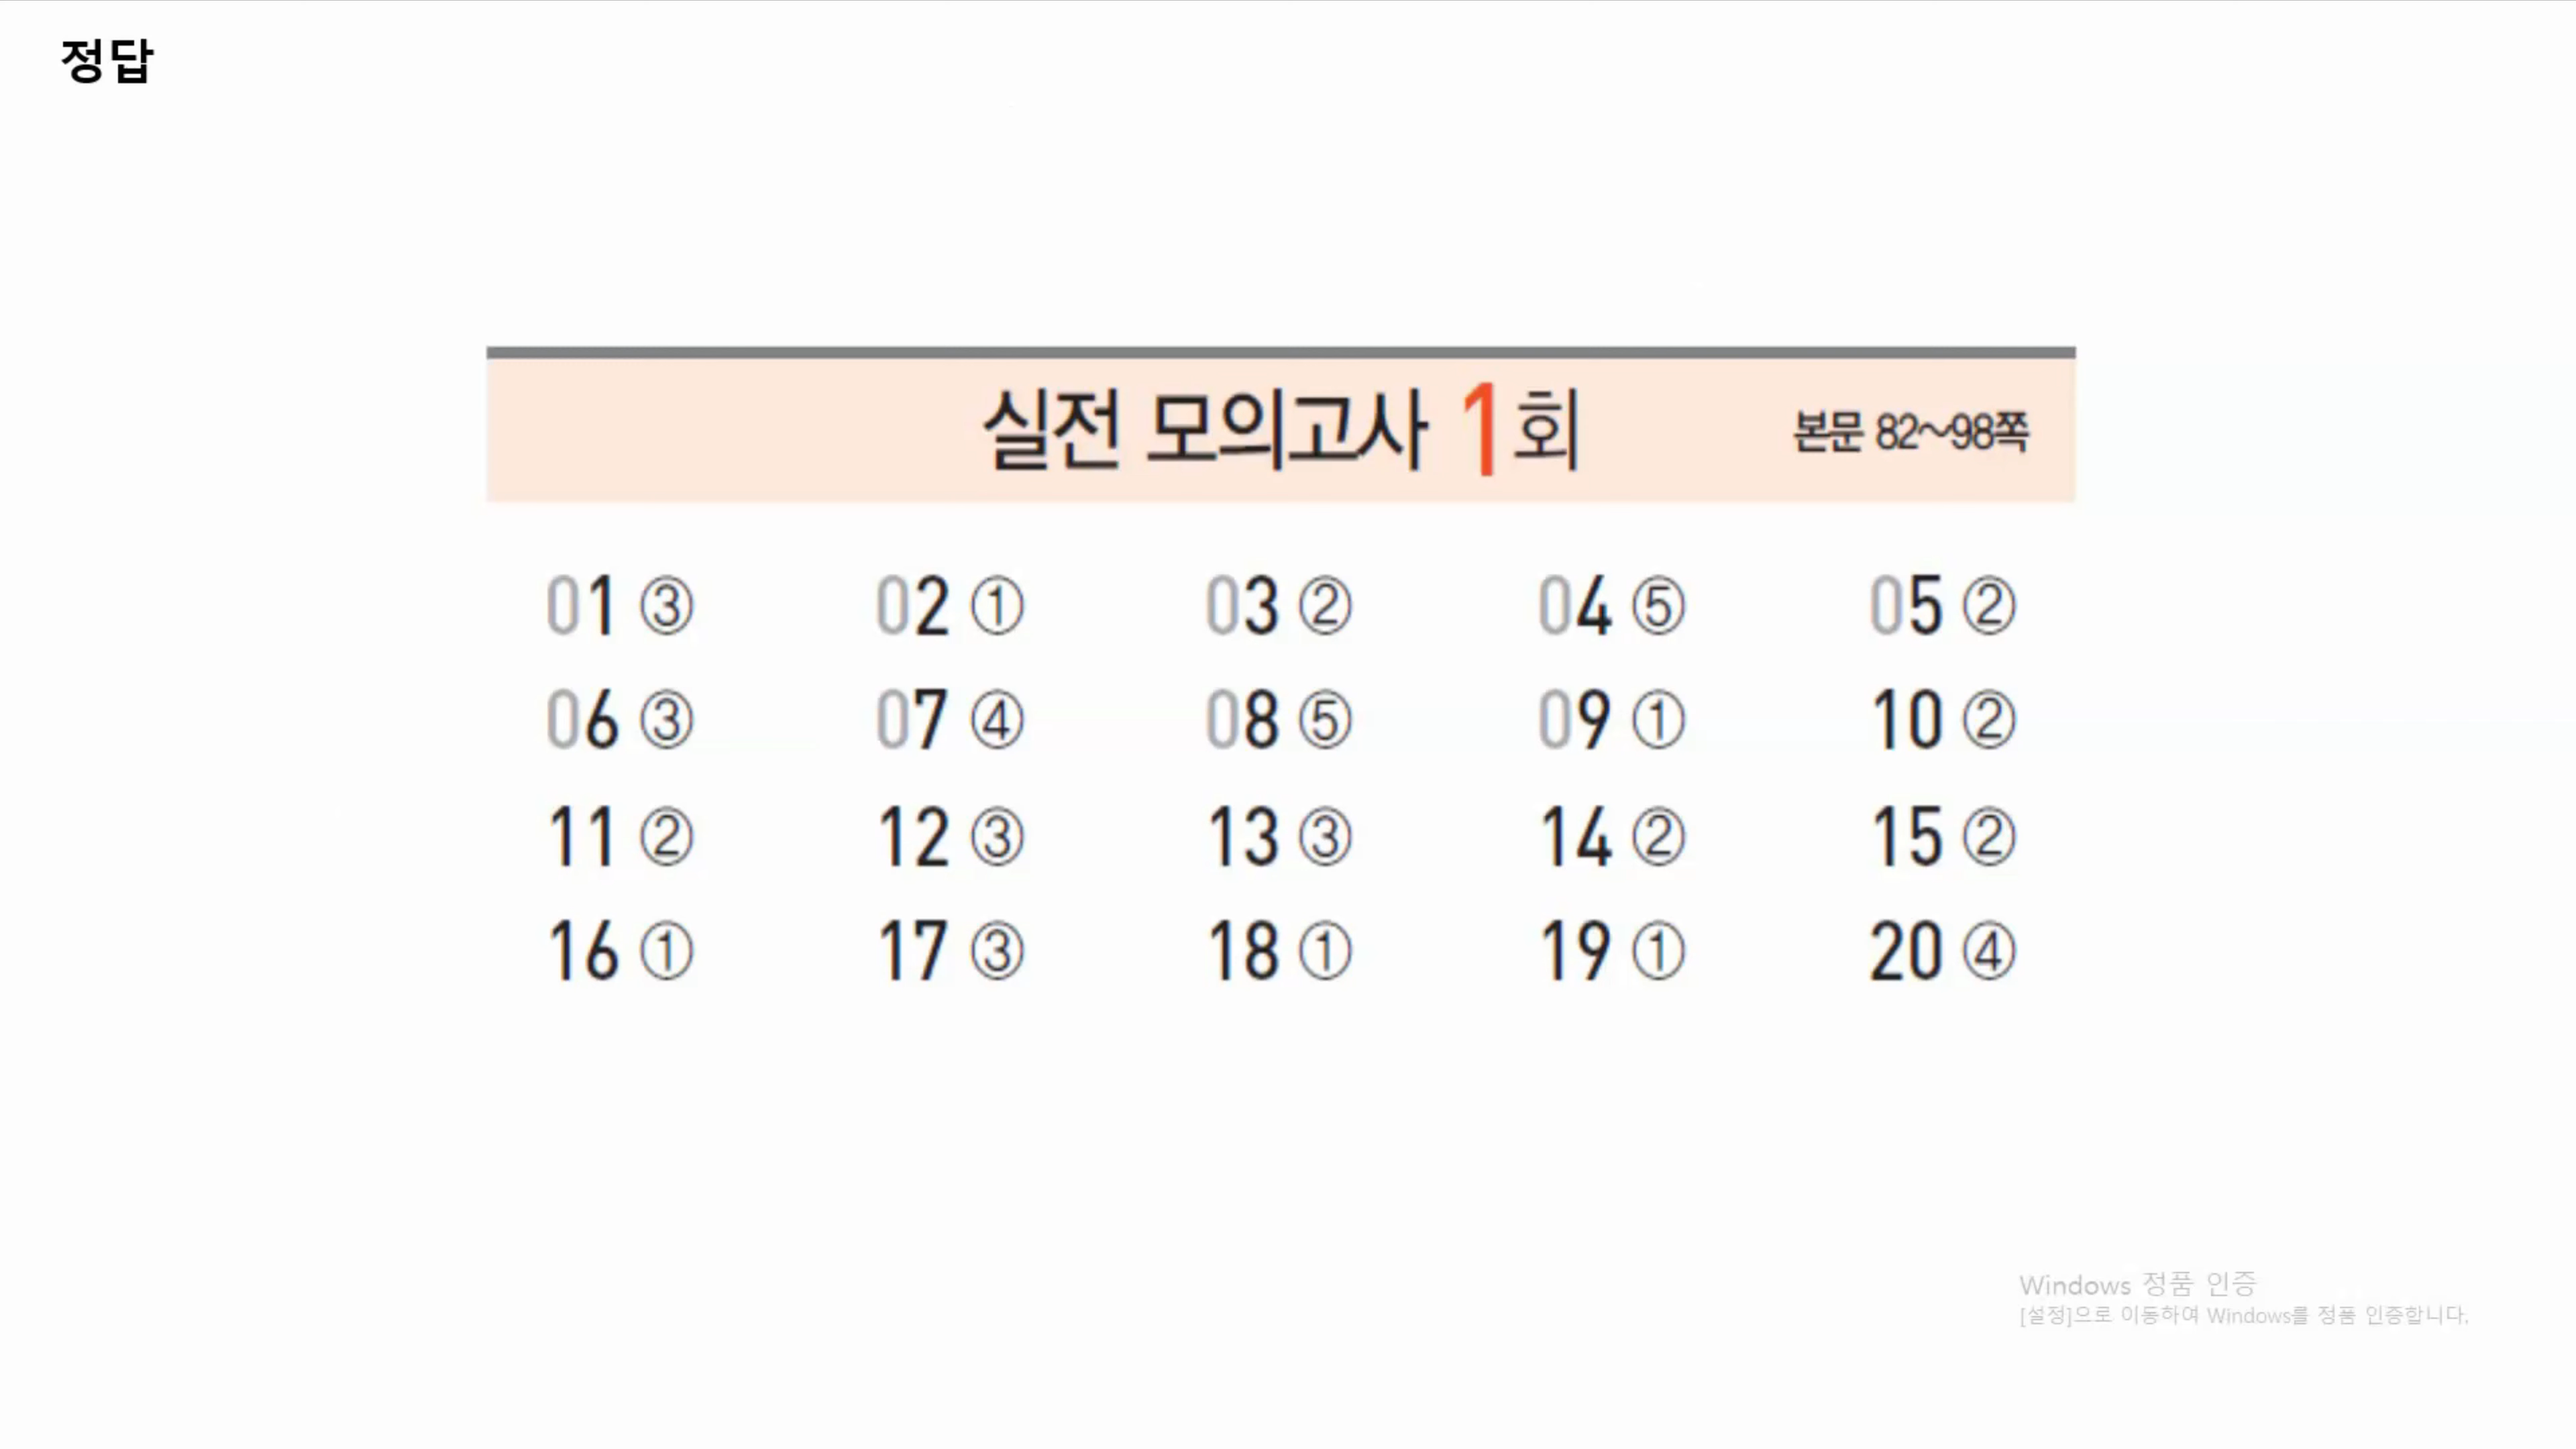 정답
실전 모의고사 1회 본문 82~98쪽
01 ③ 02 ① 03 ② 04 ⑤ 05 ②
06 ③ 07 ④ 08 ⑤ 09 ① 10 ②
11 ② 12 ③ 13 ③ 14 ② 15 ②
16 ① 17 ③ 18 ① 19 ① 20 ④
Windows 정품 인증
[설정]으로 이동하여 Windows를 정품 인증합니다.